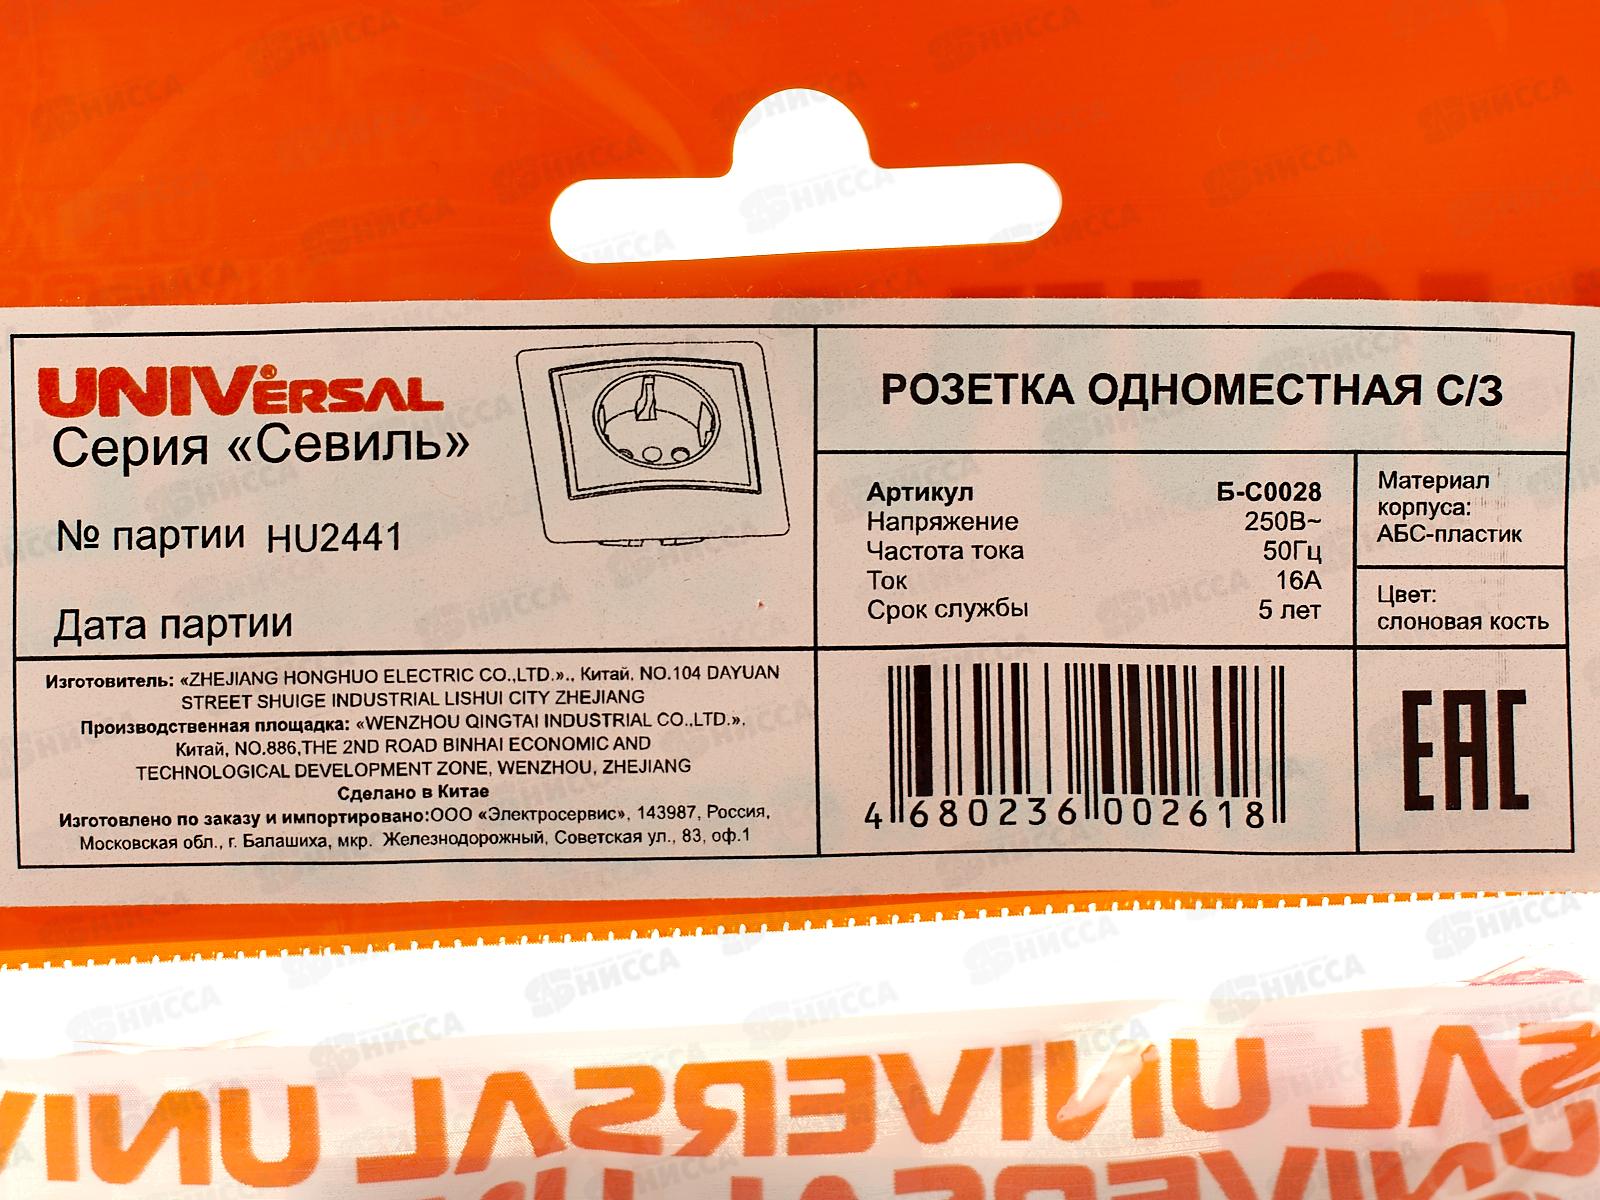 UNIVERSAL
Серия «Севиль»
№ партии HU2441
Дата партии
Изготовитель: «ZHEJIANG HONGHUO ELECTRIC CO.,LTD.»., Китай, NO.104 DAYUAN
STREET SHUIGE INDUSTRIAL LISHUI CITY ZHEJIANG
Производственная площадка: «WENZHOU QINGTAI INDUSTRIAL CO.,LTD.»,
Китай, NO.886,THE 2ND ROAD BINHAI ECONOMIC AND
TECHNOLOGICAL DEVELOPMENT ZONE, WENZHOU, ZHEJIANG
Сделано в Китае
Изготовлено по заказу и импортировано:ООО «Электросервис», 143987, Россия,
Московская обл., г. Балашиха, мкр. Железнодорожный, Советская ул., 83, оф.1
РОЗЕТКА ОДНОМЕСТНАЯ С/З
Артикул Б-С0028
Напряжение 250В~
Частота тока 50Гц
Ток 16А
Срок службы 5 лет
Материал
корпуса:
АБС-пластик
Цвет:
слоновая кость
4 680236 002618
EAC
UNIVERSAL UNIVERSAL
НИССА